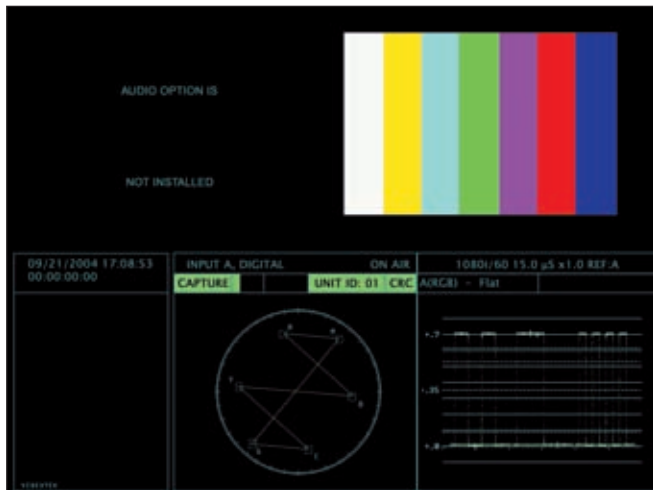 AUDIO OPTION IS
NOT INSTALLED
09/21/2004 17:08:53
00:00:00:00
INPUT A, DIGITAL ON AIR
CAPTURE UNIT ID: 01 CRC
1080i/60 15.0 µS x1.0 REF:A
A(RGB) - Flat